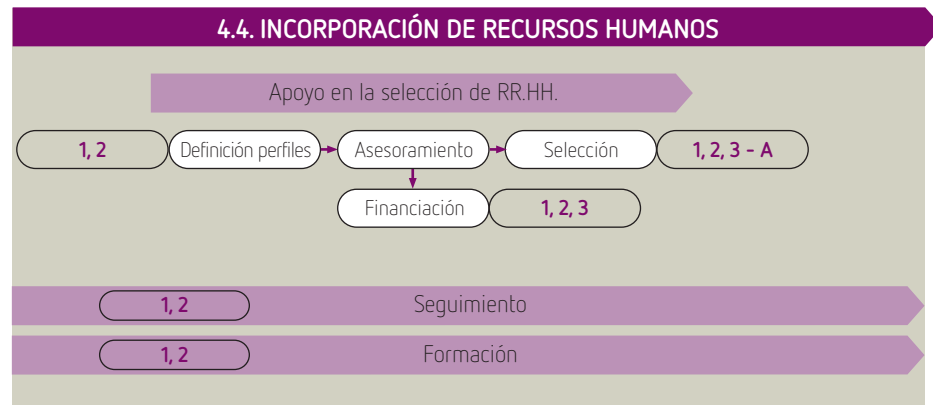 4.4. INCORPORACIÓN DE RECURSOS HUMANOS
Apoyo en la selección de RR.HH.
1, 2 Definición perfiles Asesoramiento Selección 1, 2, 3 - A
Financiación 1, 2, 3
1, 2 Seguimiento
1, 2 Formación